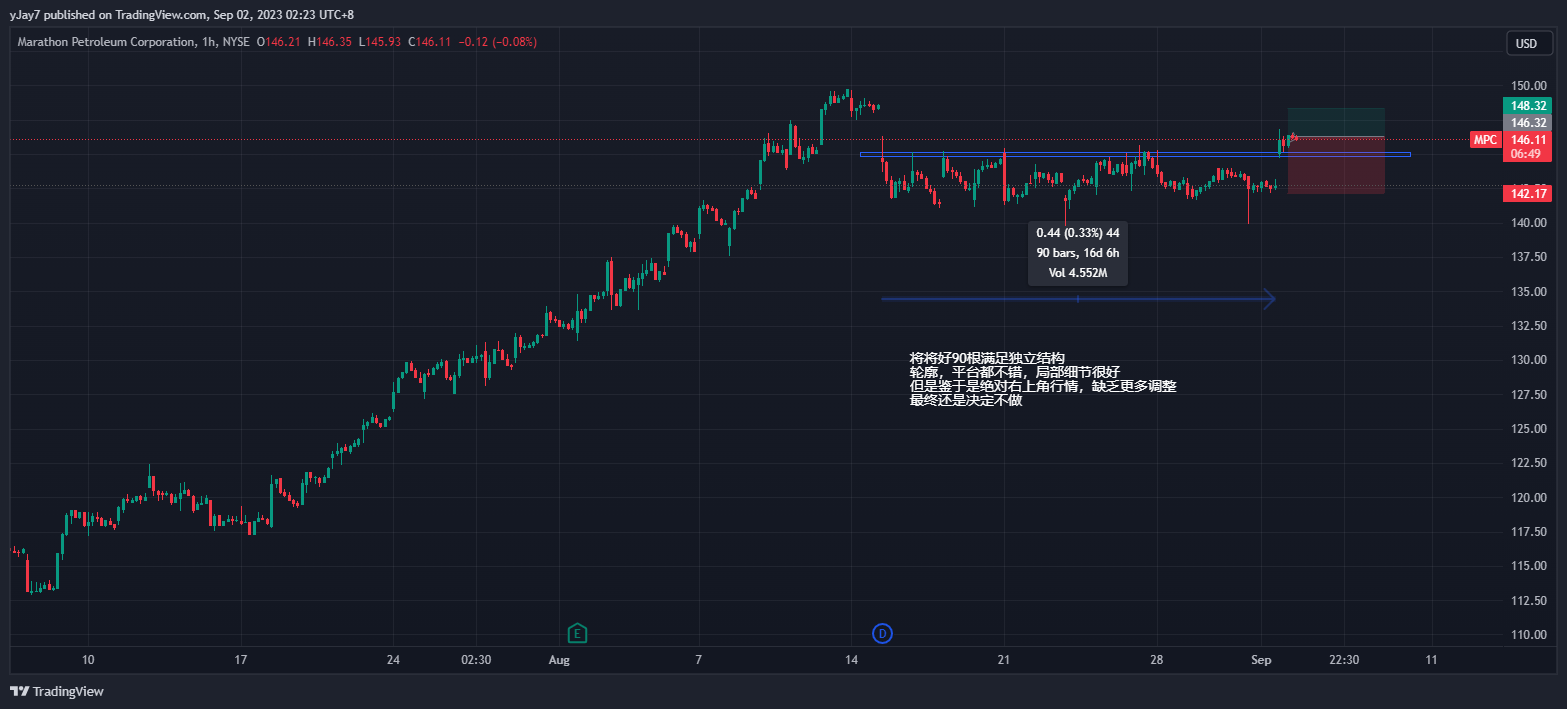 yJay7 published on TradingView.com, Sep 02, 2023 02:23 UTC+8
Marathon Petroleum Corporation, 1h, NYSE O146.21 H146.35 L145.93 C146.11 −0.12 (−0.08%)
USD
150.00
148.32
146.32
MPC 146.11
06:49
142.17
140.00
137.50
135.00
132.50
130.00
127.50
125.00
122.50
120.00
117.50
115.00
112.50
110.00
0.44 (0.33%) 44
90 bars, 16d 6h
Vol 4.552M
将将好90根满足独立结构
轮廓，平台都不错，局部细节很好
但是鉴于是绝对右上角行情，缺乏更多调整
最终还是决定不做
E
D
10 17 24 02:30 Aug 7 14 21 28 Sep 22:30 11
TradingView